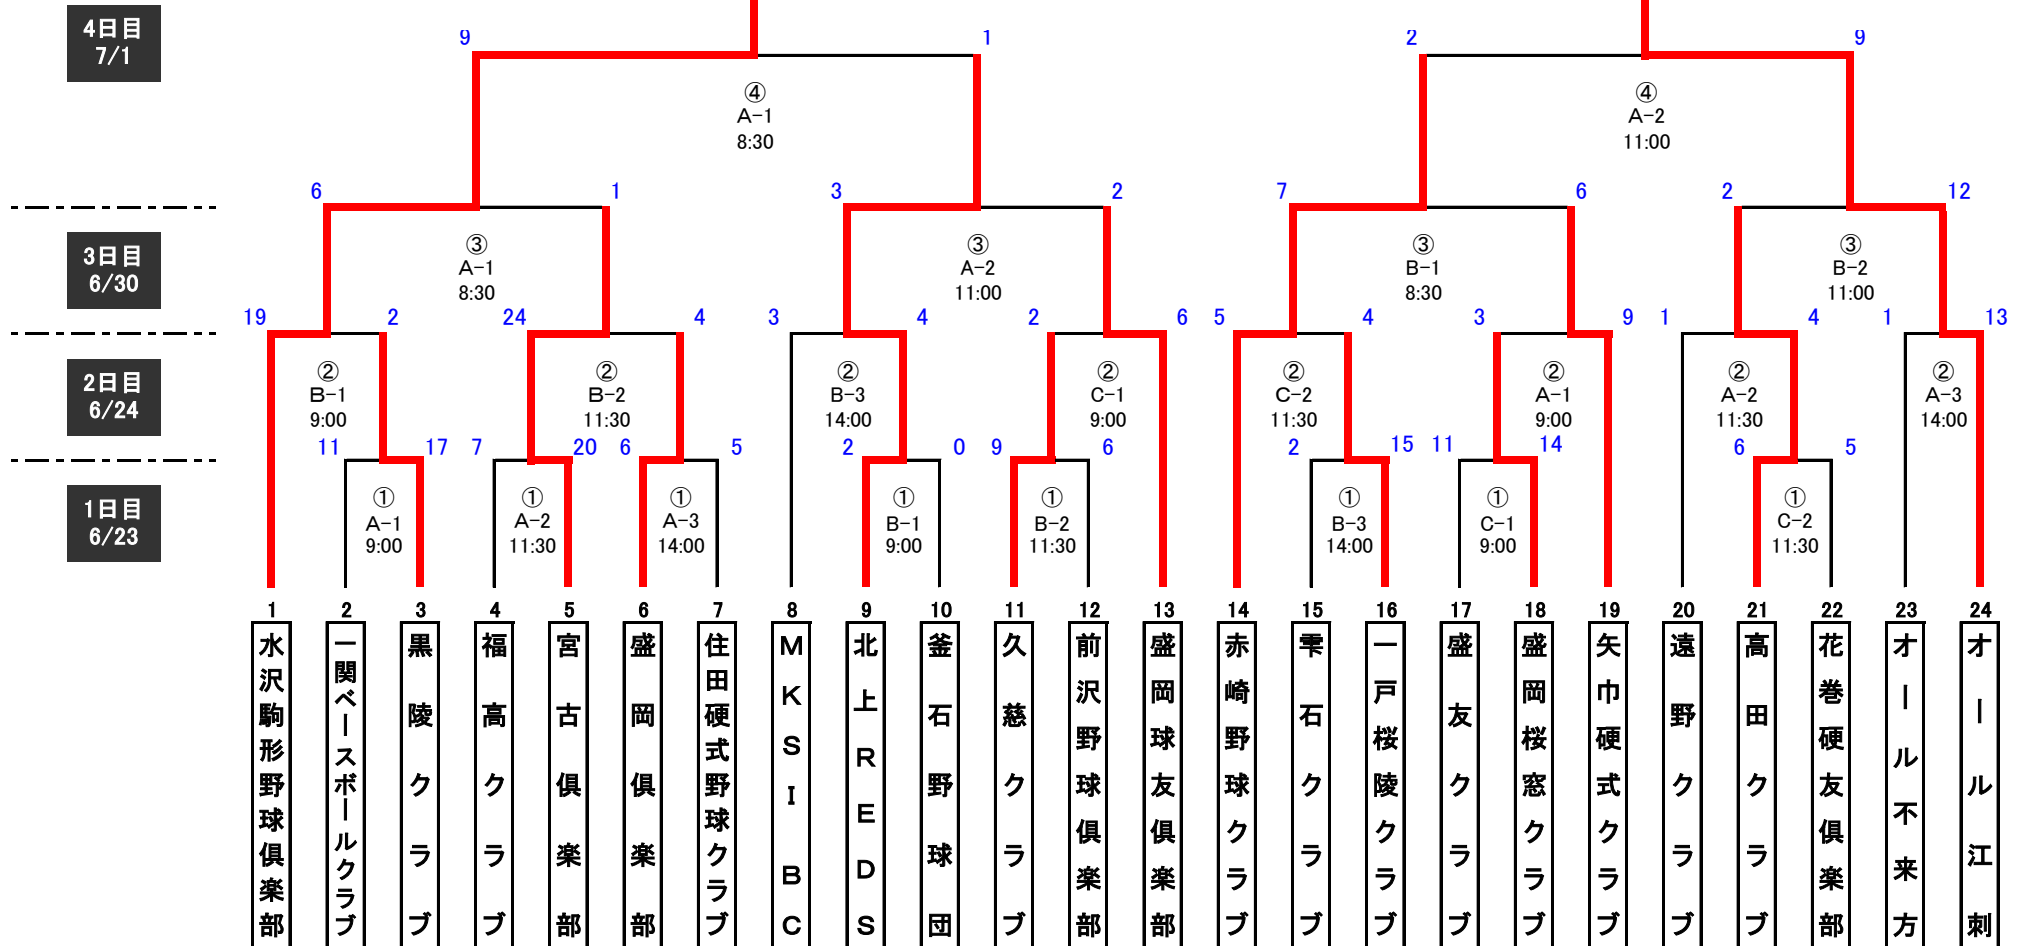 4日目
7/1
9
1
2
9
④
A-1
8:30
④
A-2
11:00
6
1
3
2
7
6
2
12
3日目
6/30
③
A-1
8:30
③
A-2
11:00
③
B-1
8:30
③
B-2
11:00
19
2
24
4
3
4
2
6
5
4
3
9
1
4
1
13
2日目
6/24
②
B-1
9:00
②
B-2
11:30
②
B-3
14:00
②
C-1
9:00
②
C-2
11:30
②
A-1
9:00
②
A-2
11:30
②
A-3
14:00
11
17
7
20
6
5
2
0
9
6
2
15
11
14
6
5
1日目
6/23
①
A-1
9:00
①
A-2
11:30
①
A-3
14:00
①
B-1
9:00
①
B-2
11:30
①
B-3
14:00
①
C-1
9:00
①
C-2
11:30
1
水沢駒形野球倶楽部
2
一関ベースボールクラブ
3
黒陵クラブ
4
福高クラブ
5
宮古倶楽部
6
盛岡倶楽部
7
住田硬式野球クラブ
8
MKSI BC
9
北上REDS
10
釜石野球団
11
久慈クラブ
12
前沢野球倶楽部
13
盛岡球友倶楽部
14
赤崎野球クラブ
15
雫石クラブ
16
一戸桜陵クラブ
17
盛友クラブ
18
盛岡桜窓クラブ
19
矢巾硬式クラブ
20
遠野クラブ
21
高田クラブ
22
花巻硬友倶楽部
23
オール不来方
24
オール江刺